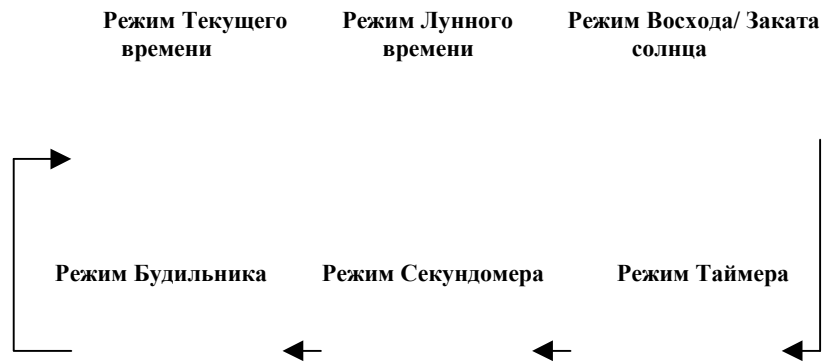 Режим Текущего времени
Режим Лунного времени
Режим Восхода/ Заката солнца
Режим Будильника
Режим Секундомера
Режим Таймера